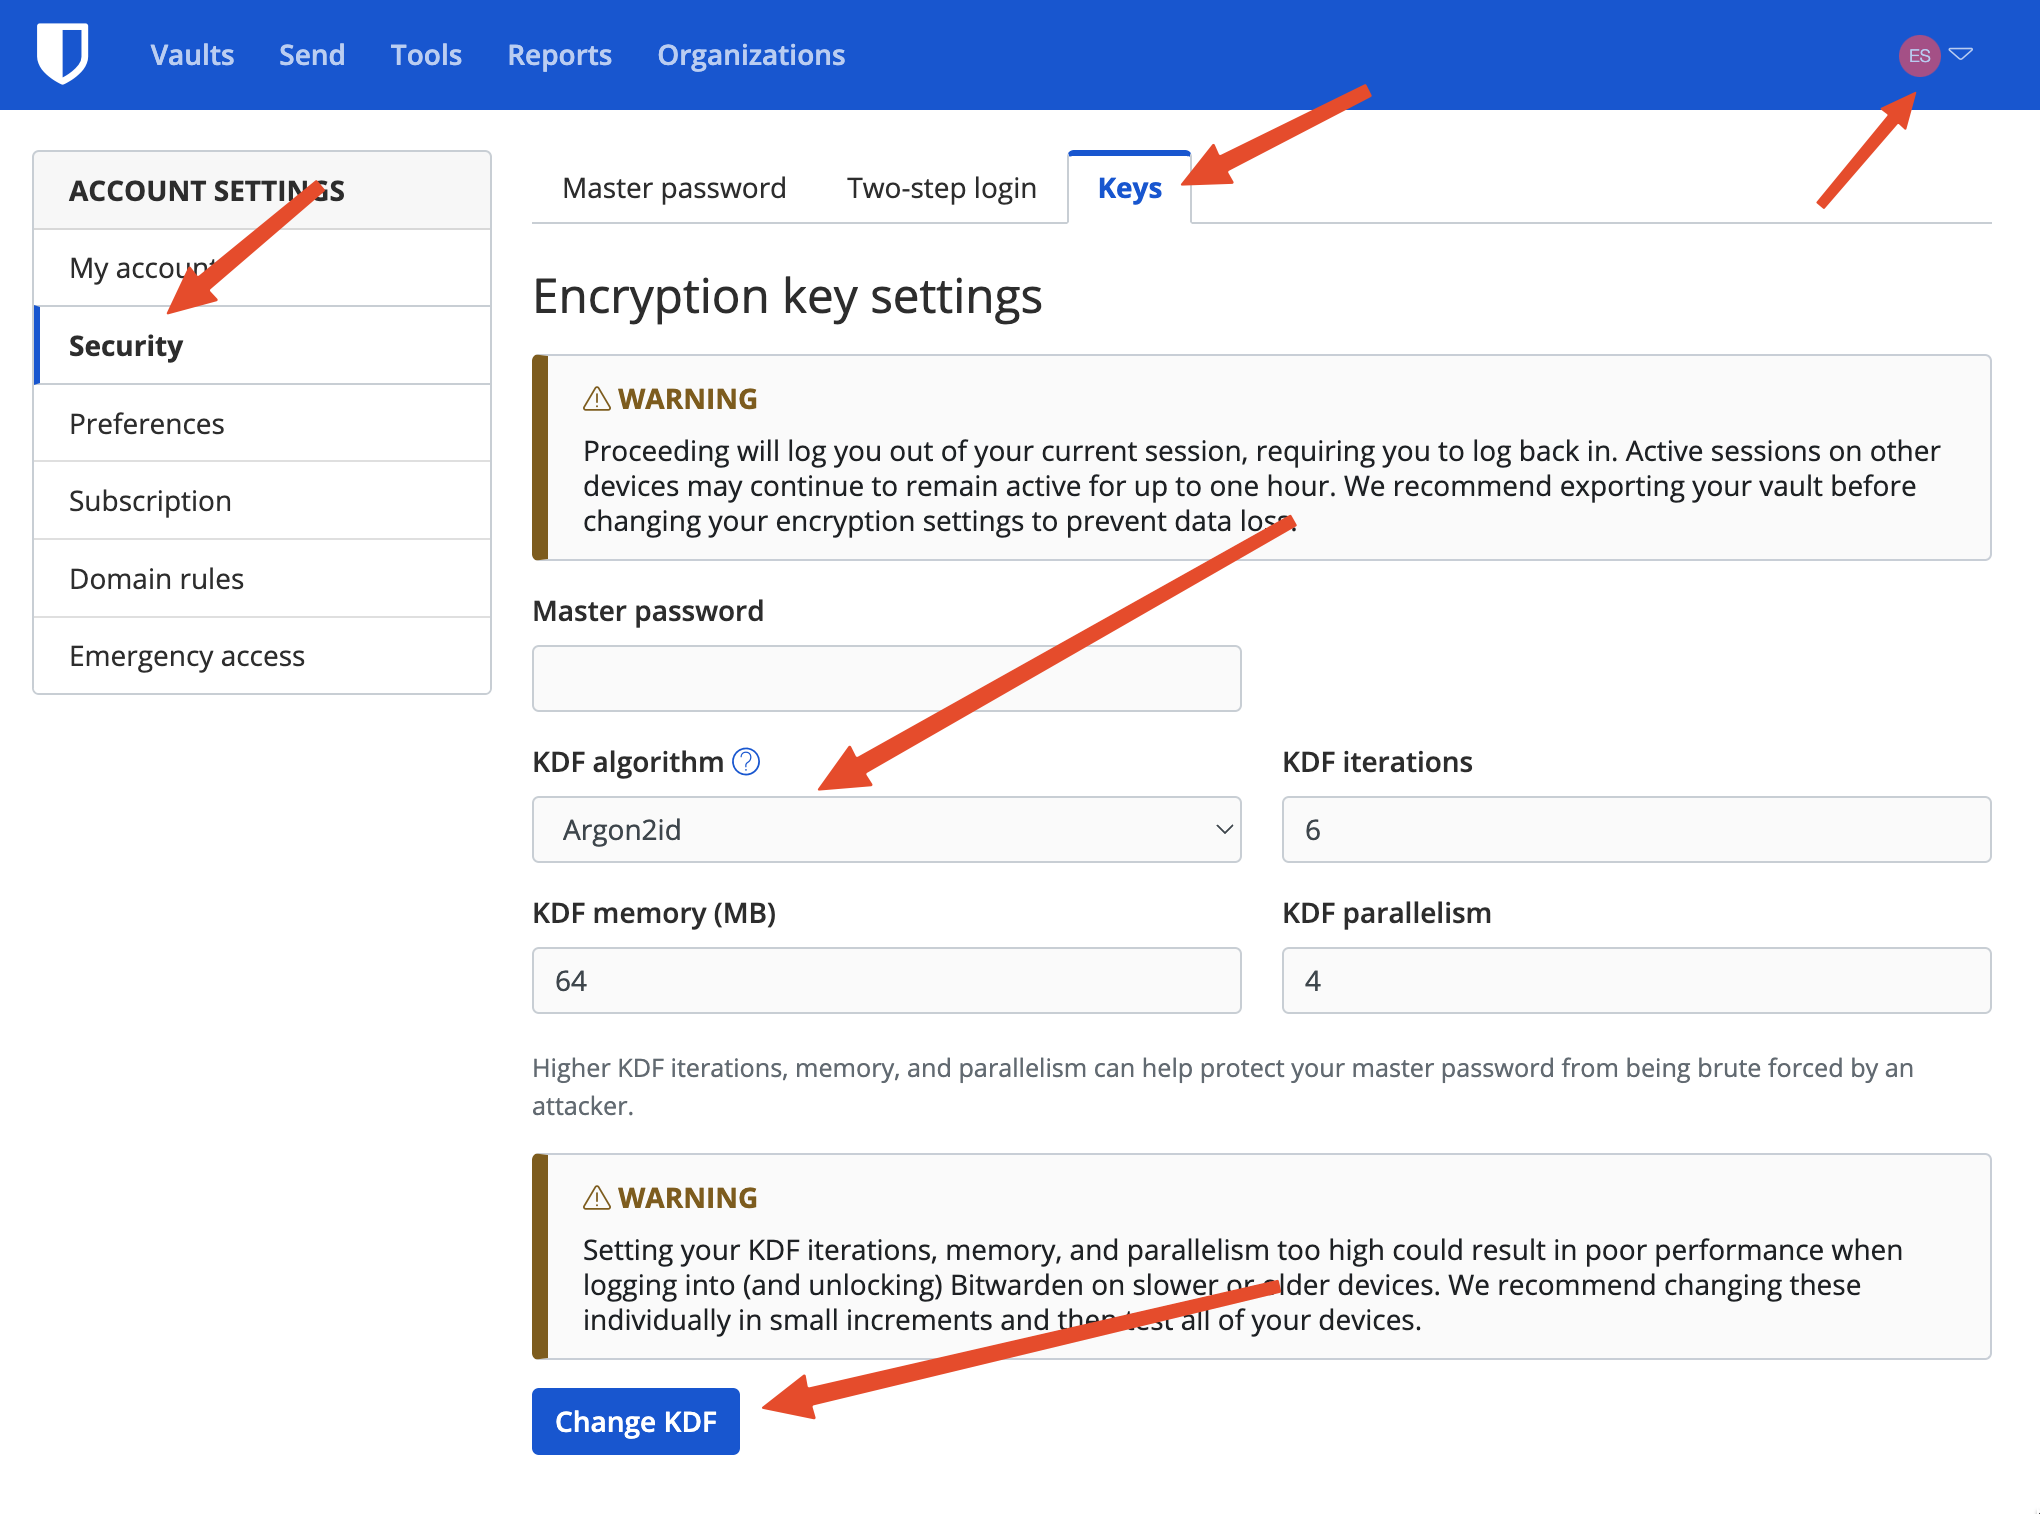 Vaults Send Tools Reports Organizations ES
ACCOUNT SETTINGS
My account
Security
Preferences
Subscription
Domain rules
Emergency access
Master password Two-step login Keys
Encryption key settings
WARNING
Proceeding will log you out of your current session, requiring you to log back in. Active sessions on other
devices may continue to remain active for up to one hour. We recommend exporting your vault before
changing your encryption settings to prevent data loss.
Master password
KDF algorithm ? KDF iterations
Argon2id 6
KDF memory (MB) KDF parallelism
64 4
Higher KDF iterations, memory, and parallelism can help protect your master password from being brute forced by an
attacker.
WARNING
Setting your KDF iterations, memory, and parallelism too high could result in poor performance when
logging into (and unlocking) Bitwarden on slower or older devices. We recommend changing these
individually in small increments and then test all of your devices.
Change KDF